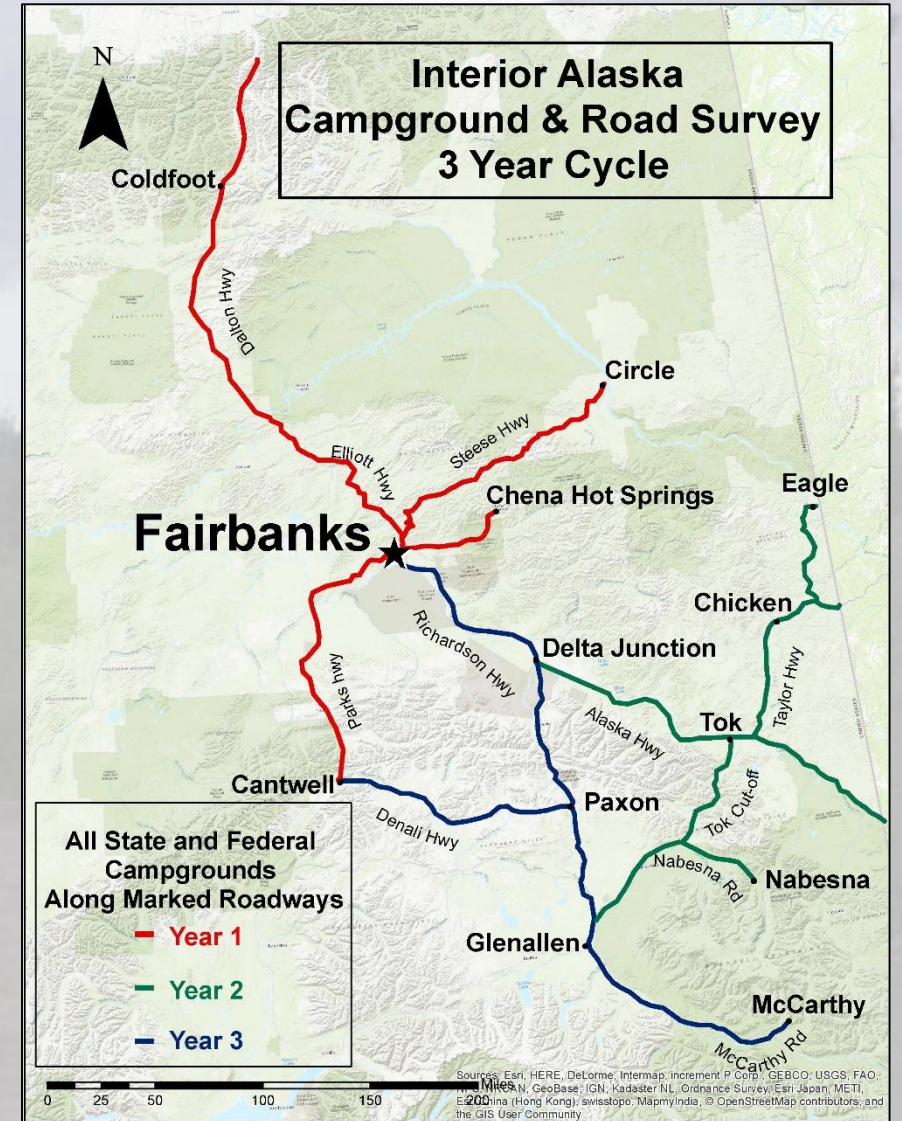 N
Interior Alaska
Campground & Road Survey
3 Year Cycle
Coldfoot
Dalton Hwy
Circle
Steese Hwy
Elliott Hwy
Chena Hot Springs
Eagle
Fairbanks
Chicken
Richardson Hwy
Delta Junction
Taylor Hwy
Parks hwy
Alaska Hwy
Tok
Cantwell
Paxon
Tok Cut-off
Denali Hwy
Nabesna Rd
Nabesna
Glenallen
McCarthy
McCarthy Rd
All State and Federal
Campgrounds
Along Marked Roadways
Year 1
Year 2
Year 3
Miles
0 25 50 100 150 200
Sources: Esri, HERE, DeLorme, Intermap, increment P Corp., GEBCO, USGS, FAO,
GeoBase, IGN, Kadaster NL, Ordnance Survey, Esri Japan, METI,
Esri China (Hong Kong), swisstopo, MapmyIndia, © OpenStreetMap contributors, and
the GIS User Community